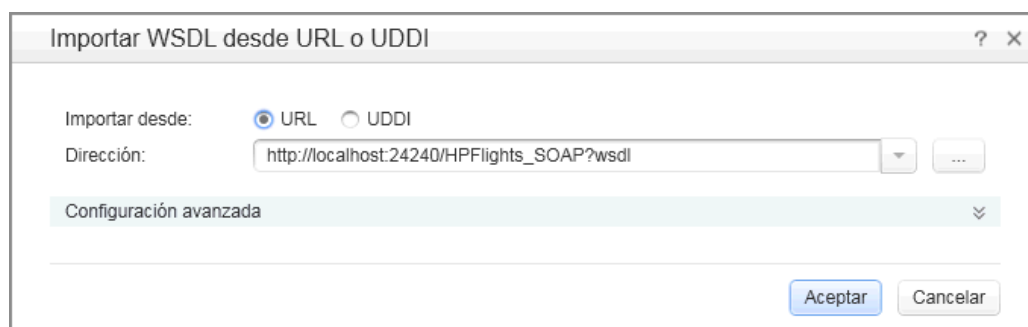 Importar WSDL desde URL o UDDI ? ×
Importar desde: URL UDDI
Dirección: http://localhost:24240/HPFlights_SOAP?wsdl ...
Configuración avanzada
Aceptar Cancelar